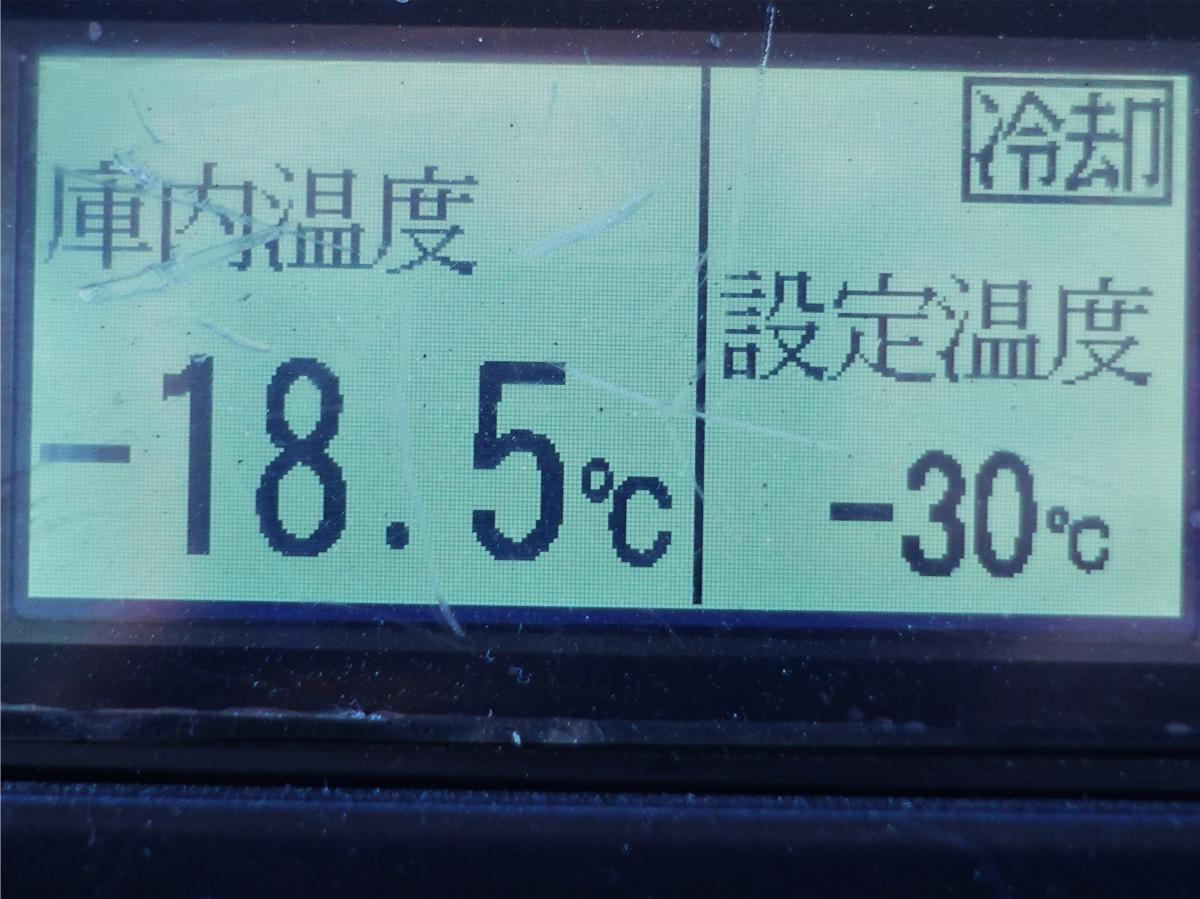 庫内温度
-18.5℃
冷却
設定温度
-30℃